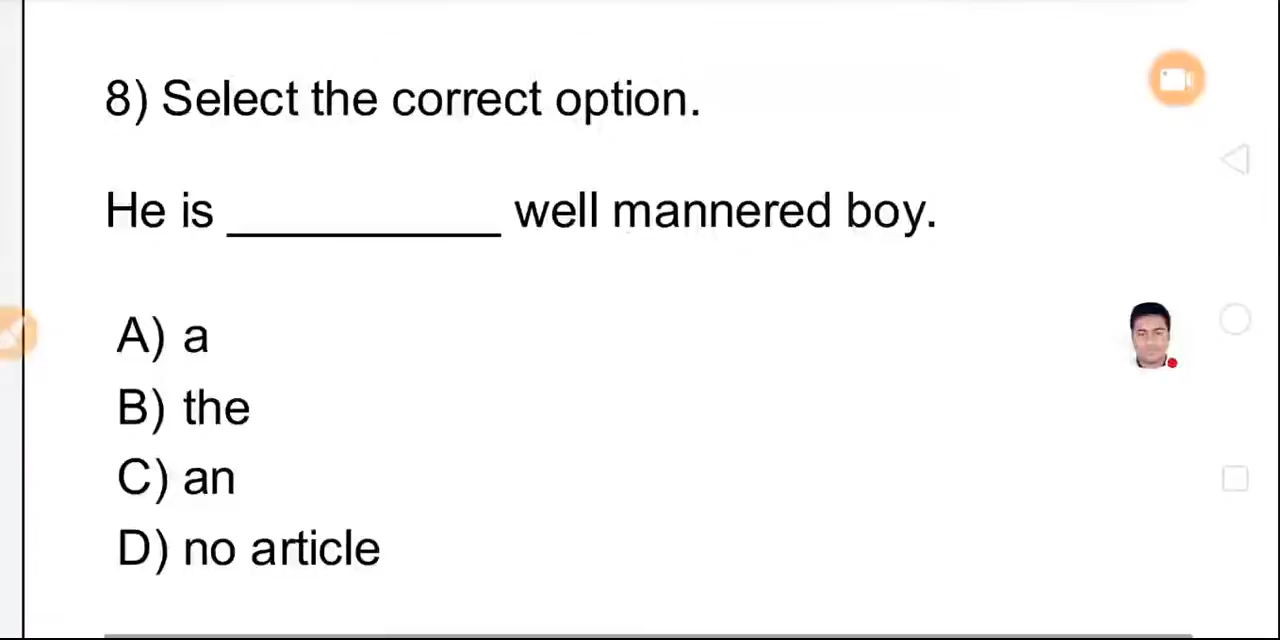 8) Select the correct option.
He is __________ well mannered boy.
A) a
B) the
C) an
D) no article